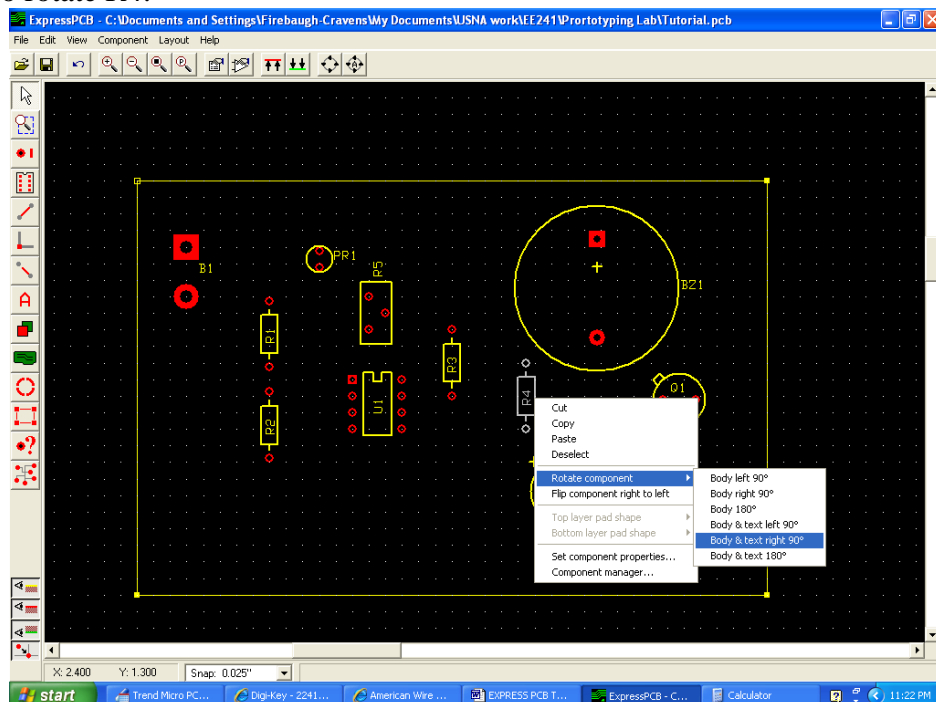 ExpressPCB - C:\Documents and Settings\Firebaugh-Cravens\My Documents\USNA work\EE241\Prortotyping Lab\Tutorial.pcb
File Edit View Component Layout Help
B1
PR1
R5
BZ1
R1
R3
R4
Q1
U1
R2
Cut
Copy
Paste
Deselect
Rotate component
Flip component right to left
Top layer pad shape
Bottom layer pad shape
Set component properties...
Component manager...
Body left 90°
Body right 90°
Body 180°
Body & text left 90°
Body & text right 90°
Body & text 180°
X: 2.400 Y: 1.300 Snap: 0.025"
start Trend Micro PC... Digi-Key - 2241... American Wire ... EXPRESS PCB T... ExpressPCB - C... Calculator 11:22 PM